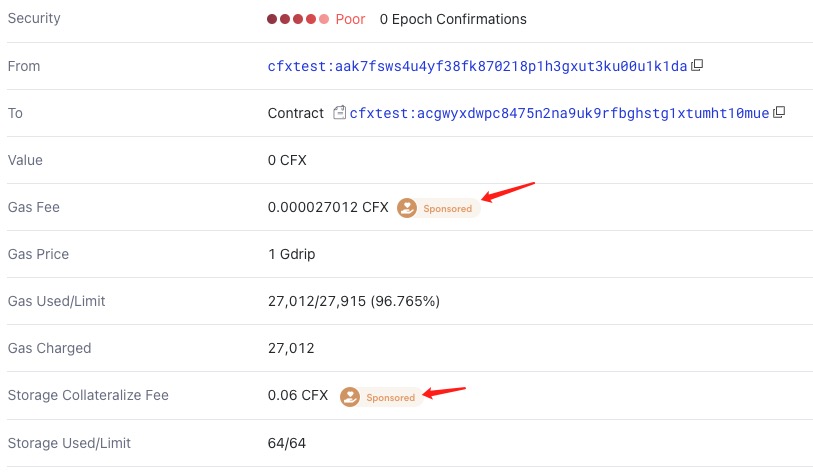 Security Poor 0 Epoch Confirmations
From cfxtest:aak7fsws4u4yf38fk870218p1h3gxut3ku00u1k1da
To Contract cfxtest:acgwyxdwpc8475n2na9uk9rfbghstg1xtumht10mue
Value 0 CFX
Gas Fee 0.000027012 CFX Sponsored
Gas Price 1 Gdrip
Gas Used/Limit 27,012/27,915 (96.765%)
Gas Charged 27,012
Storage Collateralize Fee 0.06 CFX Sponsored
Storage Used/Limit 64/64